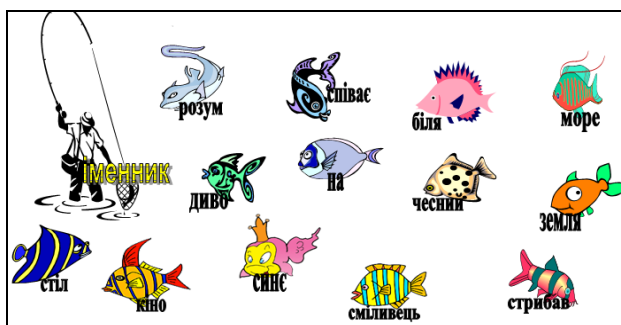 розум
співає
біля
море
іменник
диво
на
чесний
земля
стіл
кіно
синє
сміливець
стрибав